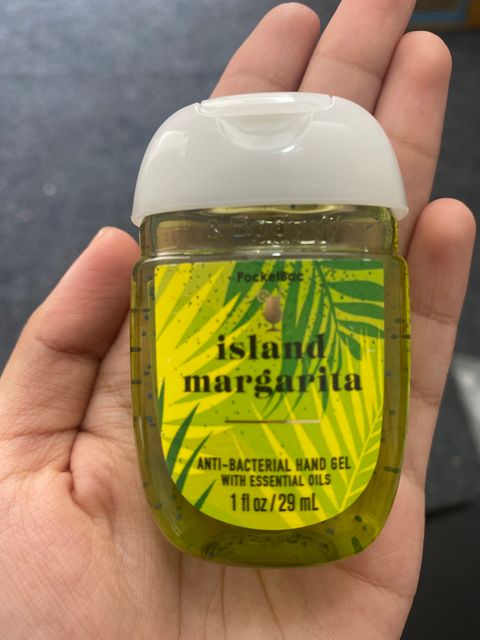 PocketBac
island
margarita
ANTI-BACTERIAL HAND GEL
WITH ESSENTIAL OILS
1 fl oz / 29 mL